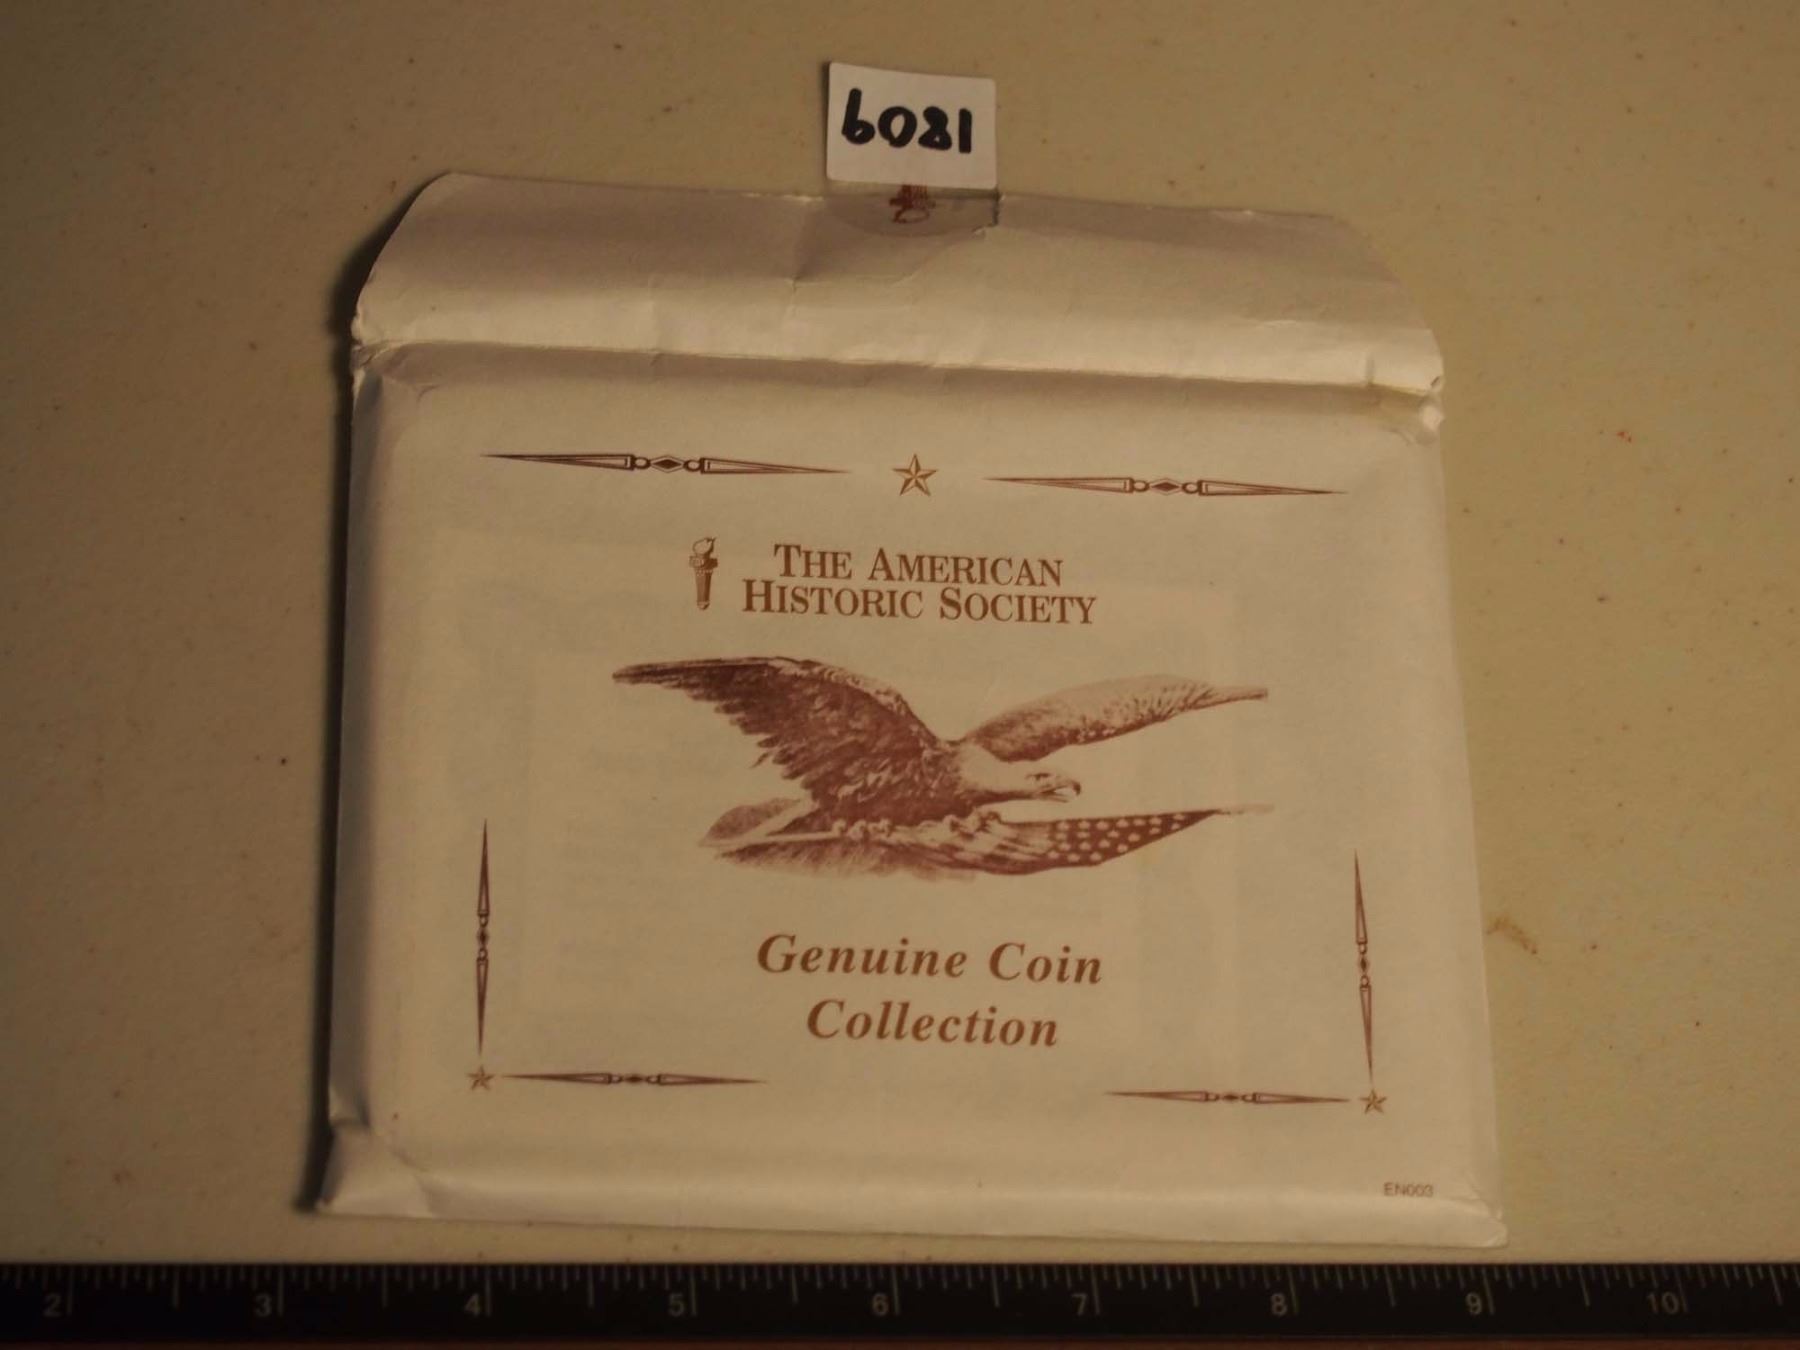 6081
THE AMERICAN
HISTORIC SOCIETY
Genuine Coin
Collection
EN003
2 3 4 5 6 7 8 9 10